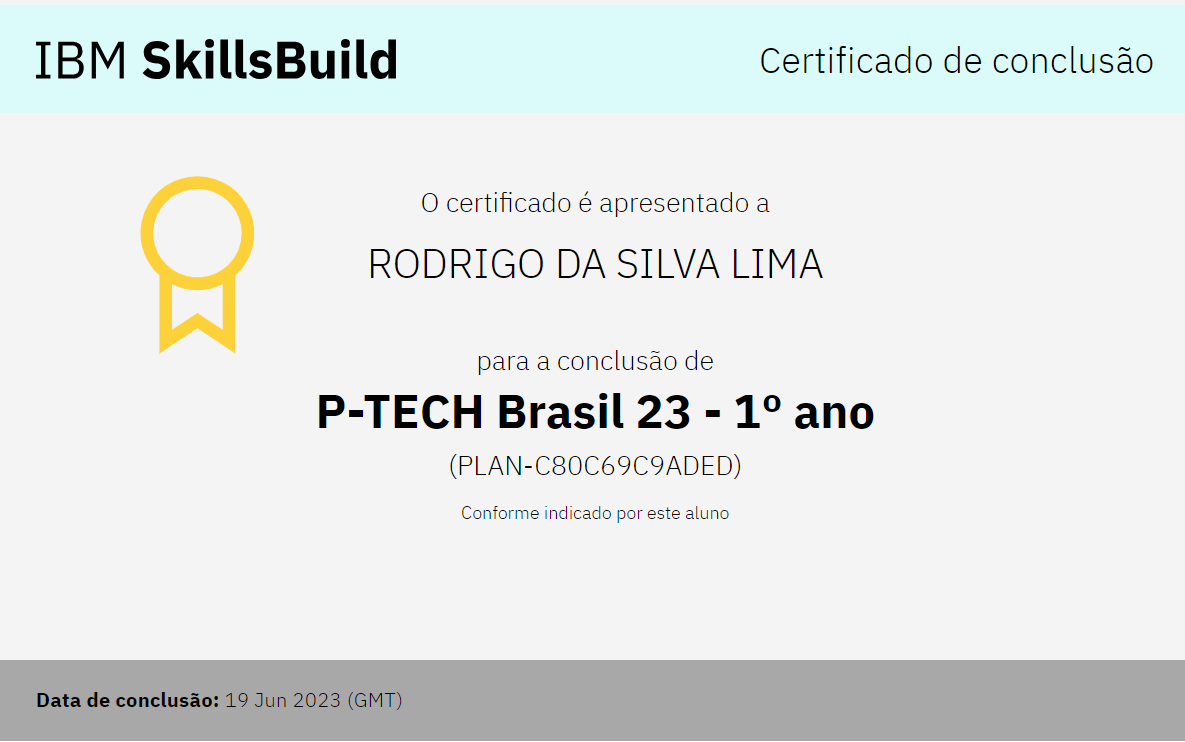 IBM SkillsBuild
Certificado de conclusão
O certificado é apresentado a
RODRIGO DA SILVA LIMA
para a conclusão de
P-TECH Brasil 23 - 1º ano
(PLAN-C80C69C9ADED)
Conforme indicado por este aluno
Data de conclusão: 19 Jun 2023 (GMT)